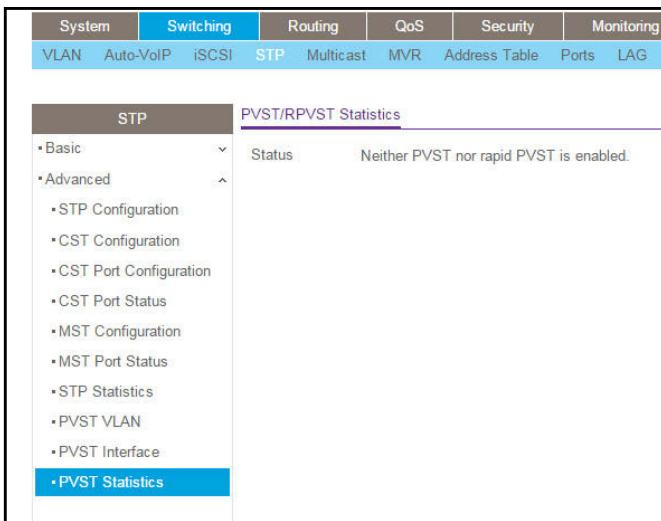 System Switching Routing QoS Security Monitoring
VLAN Auto-VoIP iSCSI STP Multicast MVR Address Table Ports LAG
STP
PVST/RPVST Statistics
Basic
Status Neither PVST nor rapid PVST is enabled.
Advanced
STP Configuration
CST Configuration
CST Port Configuration
CST Port Status
MST Configuration
MST Port Status
STP Statistics
PVST VLAN
PVST Interface
PVST Statistics